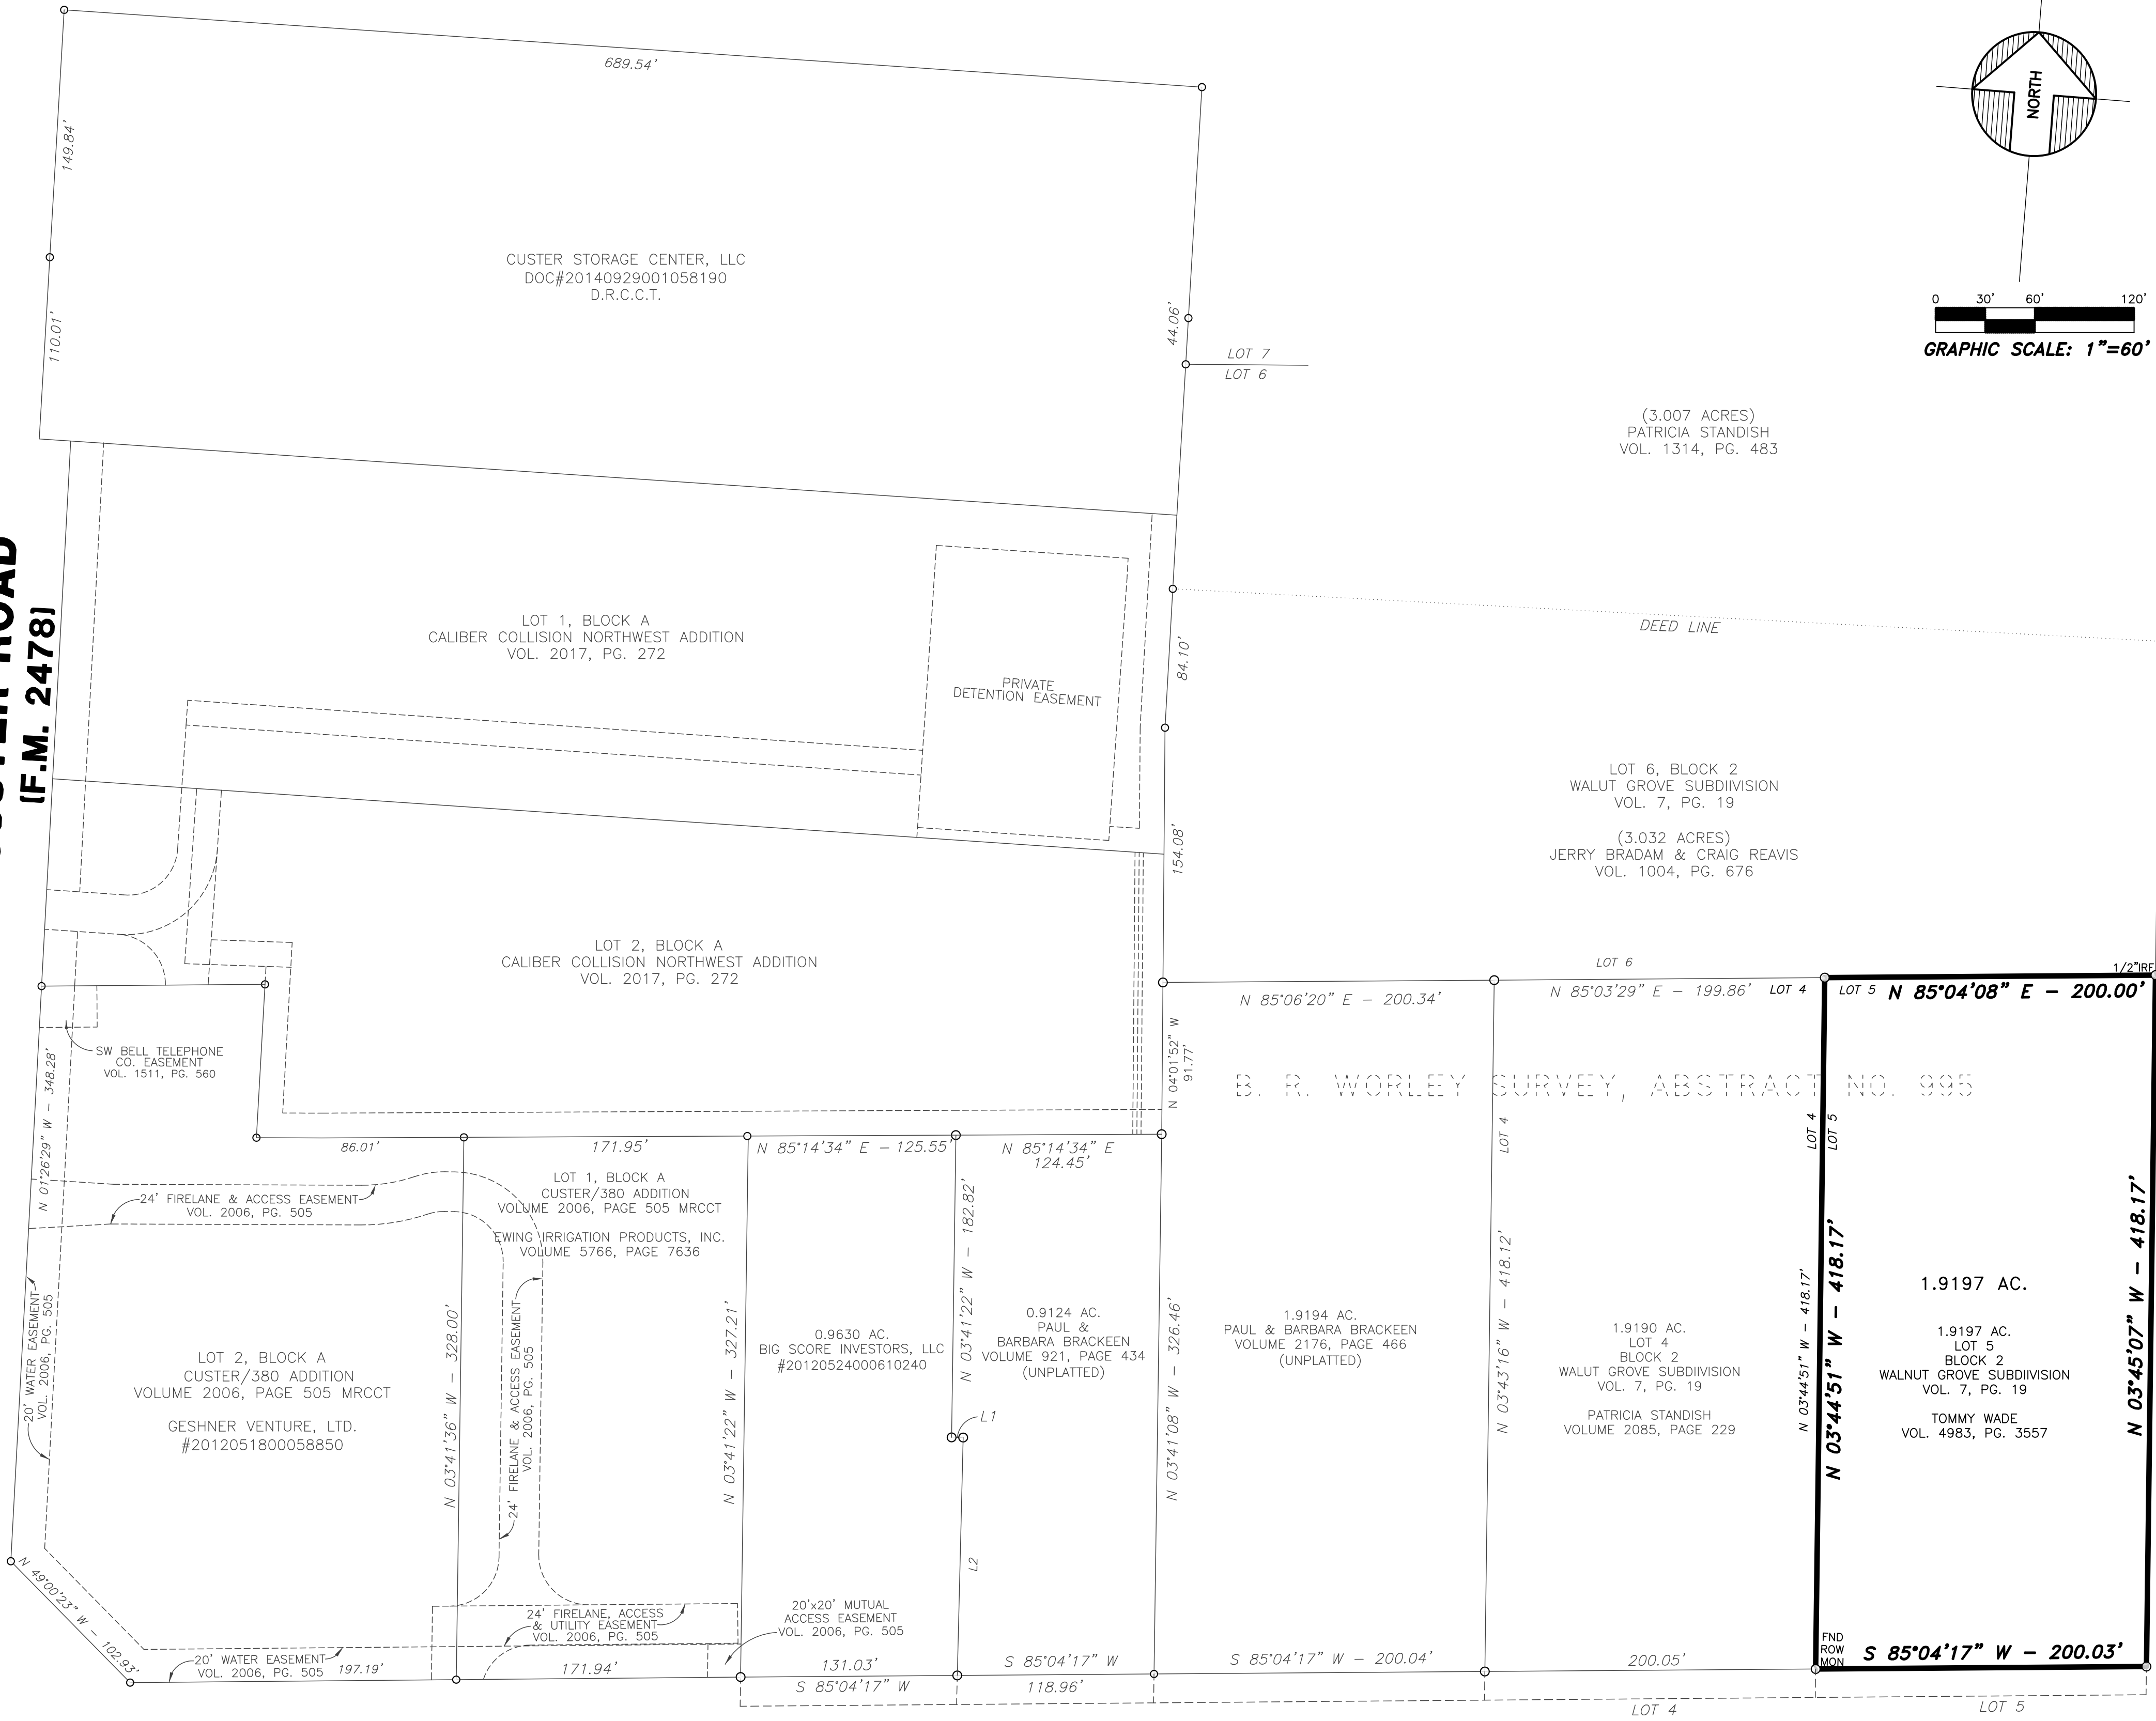 689.54'
149.84'
110.01'
CUSTER STORAGE CENTER, LLC
DOC#20140929001058190
D.R.C.C.T.
44.06'
LOT 7
LOT 6
NORTH
0 30' 60' 120'
GRAPHIC SCALE: 1"=60'
(3.007 ACRES)
PATRICIA STANDISH
VOL. 1314, PG. 483
ROAD
(F.M. 2478)
LOT 1, BLOCK A
CALIBER COLLISION NORTHWEST ADDITION
VOL. 2017, PG. 272
PRIVATE
DETENTION EASEMENT
84.10'
DEED LINE
LOT 6, BLOCK 2
WALUT GROVE SUBDIIVISION
VOL. 7, PG. 19
(3.032 ACRES)
JERRY BRADAM & CRAIG REAVIS
VOL. 1004, PG. 676
154.08'
LOT 2, BLOCK A
CALIBER COLLISION NORTHWEST ADDITION
VOL. 2017, PG. 272
LOT 6
1/2"IRF
N 85°06'20" E - 200.34'
N 85°03'29" E - 199.86'
LOT 4
LOT 5
N 85°04'08" E - 200.00'
SW BELL TELEPHONE
CO. EASEMENT
VOL. 1511, PG. 560
N 01°26'29" W - 348.28'
N 04°01'52" W
91.77'
B. R. WORLEY SURVEY, ABSTRACT NO. 995
LOT 4
LOT 4
LOT 5
86.01'
171.95'
N 85°14'34" E - 125.55'
N 85°14'34" E
124.45'
24' FIRELANE & ACCESS EASEMENT
VOL. 2006, PG. 505
LOT 1, BLOCK A
CUSTER/380 ADDITION
VOLUME 2006, PAGE 505 MRCCT
EWING IRRIGATION PRODUCTS, INC.
VOLUME 5766, PAGE 7636
20' WATER EASEMENT
VOL. 2006, PG. 505
LOT 2, BLOCK A
CUSTER/380 ADDITION
VOLUME 2006, PAGE 505 MRCCT
GESHNER VENTURE, LTD.
#2012051800058850
N 03°41'36" W - 328.00'
24' FIRELANE & ACCESS EASEMENT
VOL. 2006, PG. 505
N 03°41'22" W - 327.21'
0.9630 AC.
BIG SCORE INVESTORS, LLC
#20120524000610240
N 03°41'22" W - 182.82'
0.9124 AC.
PAUL &
BARBARA BRACKEEN
VOLUME 921, PAGE 434
(UNPLATTED)
L1
L2
N 03°41'08" W - 326.46'
1.9194 AC.
PAUL & BARBARA BRACKEEN
VOLUME 2176, PAGE 466
(UNPLATTED)
N 03°43'16" W - 418.12'
1.9190 AC.
LOT 4
BLOCK 2
WALUT GROVE SUBDIIVISION
VOL. 7, PG. 19
PATRICIA STANDISH
VOLUME 2085, PAGE 229
N 03°44'51" W - 418.17'
N 03°44'51" W - 418.17'
1.9197 AC.
1.9197 AC.
LOT 5
BLOCK 2
WALNUT GROVE SUBDIIVISION
VOL. 7, PG. 19
TOMMY WADE
VOL. 4983, PG. 3557
N 03°45'07" W - 418.17'
N 49°00'23" W - 102.93'
20' WATER EASEMENT
VOL. 2006, PG. 505
197.19'
24' FIRELANE, ACCESS
& UTILITY EASEMENT
VOL. 2006, PG. 505
171.94'
20'x20' MUTUAL
ACCESS EASEMENT
VOL. 2006, PG. 505
131.03'
S 85°04'17" W
S 85°04'17" W
118.96'
S 85°04'17" W - 200.04'
200.05'
FND
ROW
MON
S 85°04'17" W - 200.03'
LOT 4
LOT 5